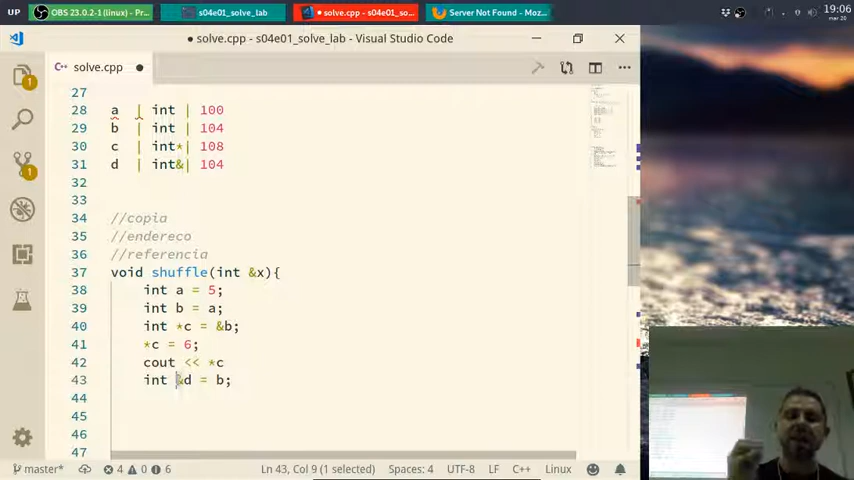 UP
OBS 23.0.2-1 (linux) - Pr...
s04e01_solve_lab
• solve.cpp - s04e01_so...
Server Not Found - Moz...
19:06
mar 20
● solve.cpp - s04e01_solve_lab - Visual Studio Code
solve.cpp ●
27
28 a | int | 100
29 b | int | 104
30 c | int*| 108
31 d | int&| 104
32
33
34 //copia
35 //endereco
36 //referencia
37 void shuffle(int &x){
38 int a = 5;
39 int b = a;
40 int *c = &b;
41 *c = 6;
42 cout << *c
43 int &d = b;
44
45
46
47
1
1
master*
4 0 6
Ln 43, Col 9 (1 selected)
Spaces: 4
UTF-8
LF
C++
Linux